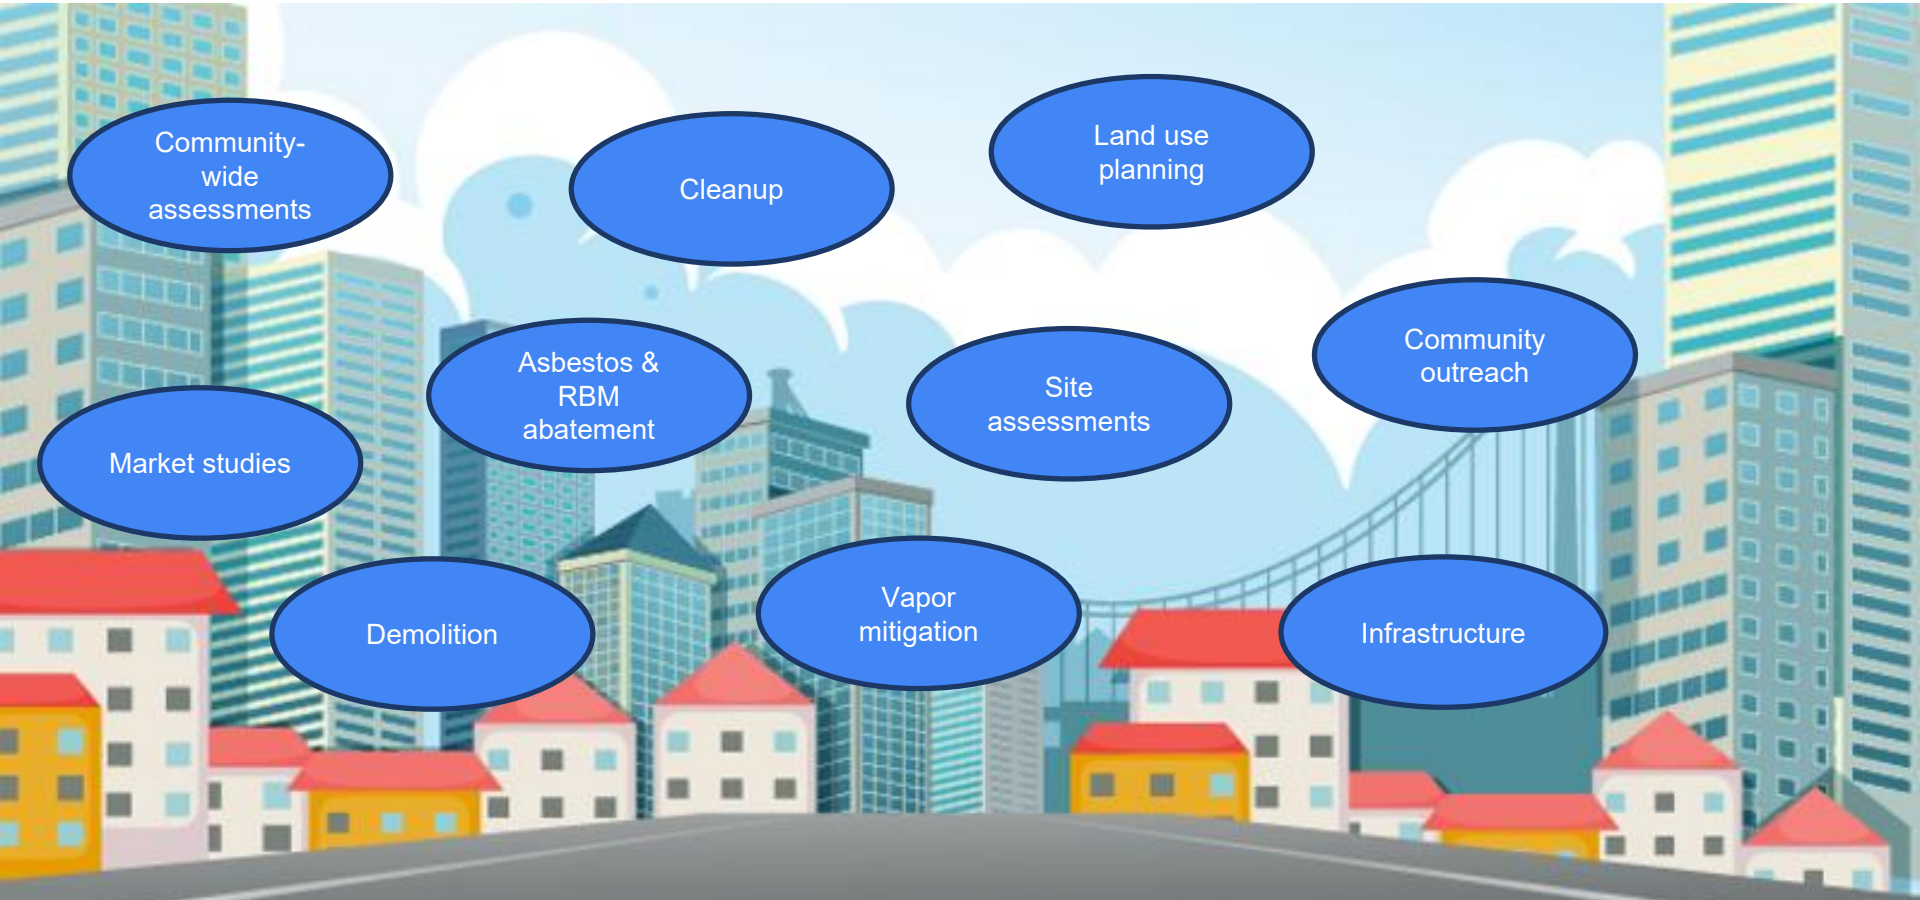 Community-
wide
assessments
Cleanup
Land use
planning
Community
outreach
Asbestos &
RBM
abatement
Site
assessments
Market studies
Demolition
Vapor
mitigation
Infrastructure